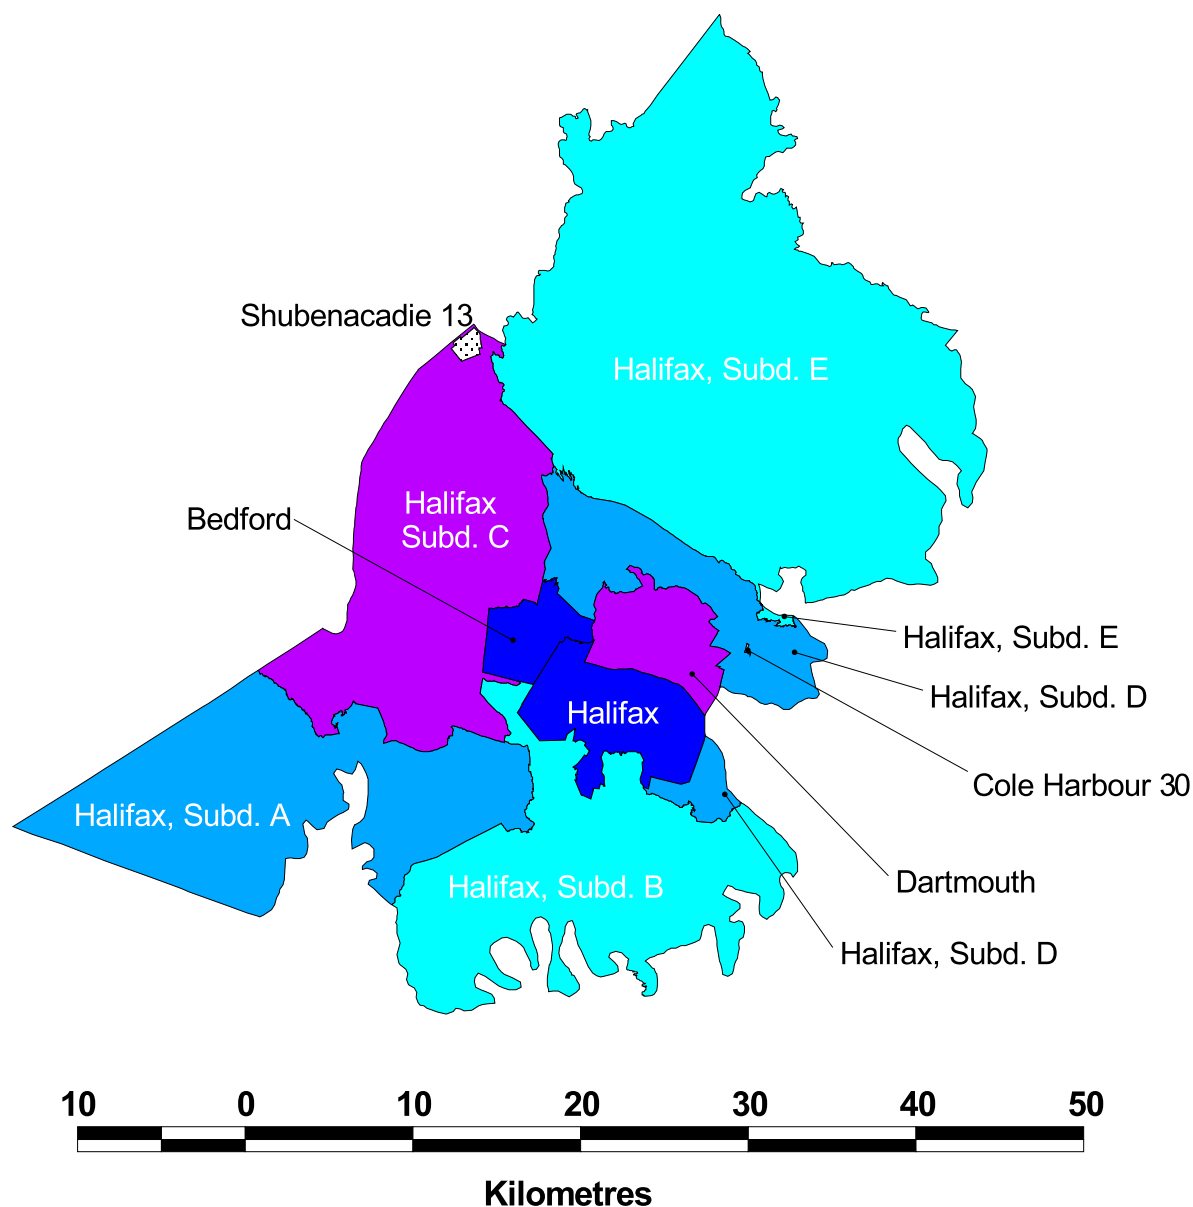 Shubenacadie 13
Halifax, Subd. E
Halifax
Subd. C
Bedford
Halifax, Subd. E
Halifax, Subd. D
Halifax
Cole Harbour 30
Halifax, Subd. A
Dartmouth
Halifax, Subd. B
Halifax, Subd. D
10 0 10 20 30 40 50
Kilometres